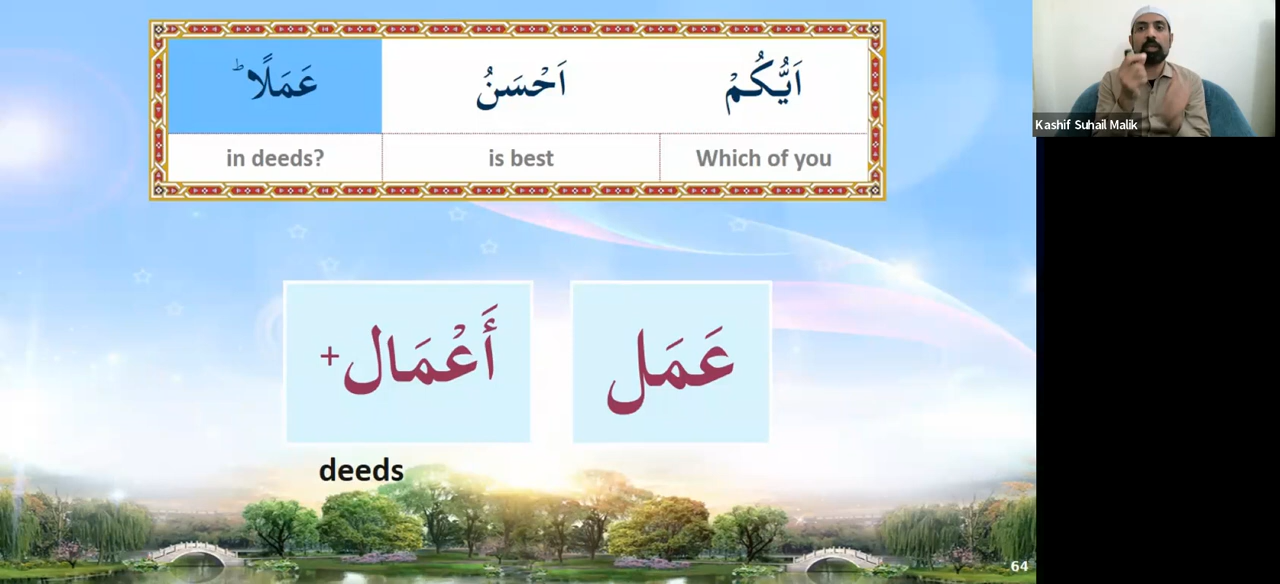 اَيُّكُمْ اَحْسَنُ عَمَلًا ؕ
Which of you is best in deeds?
Kashif Suhail Malik
عَمَل أَعْمَال+
deeds
64